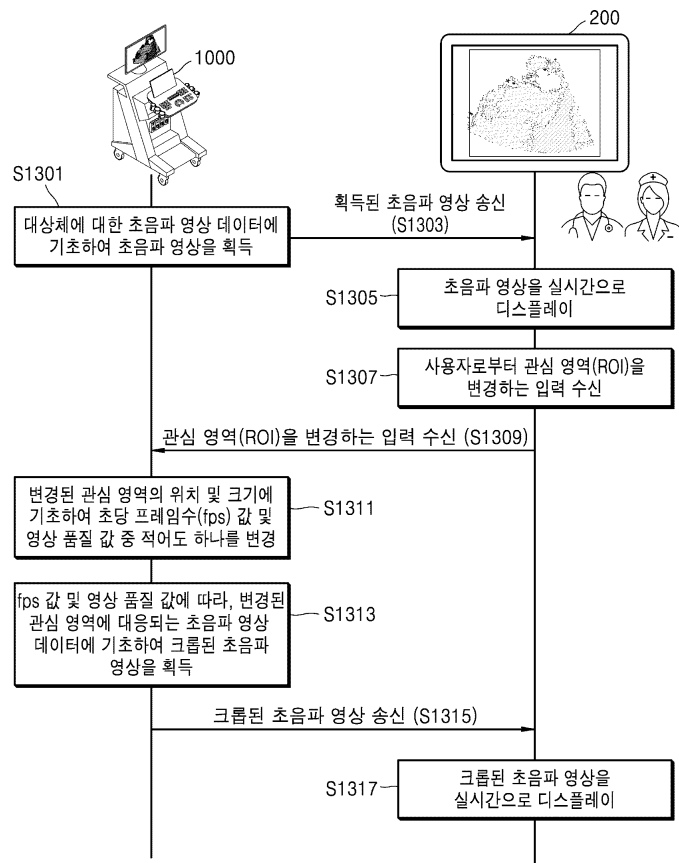 200
1000
S1301
대상체에 대한 초음파 영상 데이터에
기초하여 초음파 영상을 획득
획득된 초음파 영상 송신
(S1303)
S1305
초음파 영상을 실시간으로
디스플레이
S1307
사용자로부터 관심 영역(ROI)을
변경하는 입력 수신
관심 영역(ROI)을 변경하는 입력 수신 (S1309)
변경된 관심 영역의 위치 및 크기에
기초하여 초당 프레임수(fps) 값 및
영상 품질 값 중 적어도 하나를 변경
S1311
fps 값 및 영상 품질 값에 따라, 변경된
관심 영역에 대응되는 초음파 영상
데이터에 기초하여 크롭된 초음파
영상을 획득
S1313
크롭된 초음파 영상 송신 (S1315)
S1317
크롭된 초음파 영상을
실시간으로 디스플레이